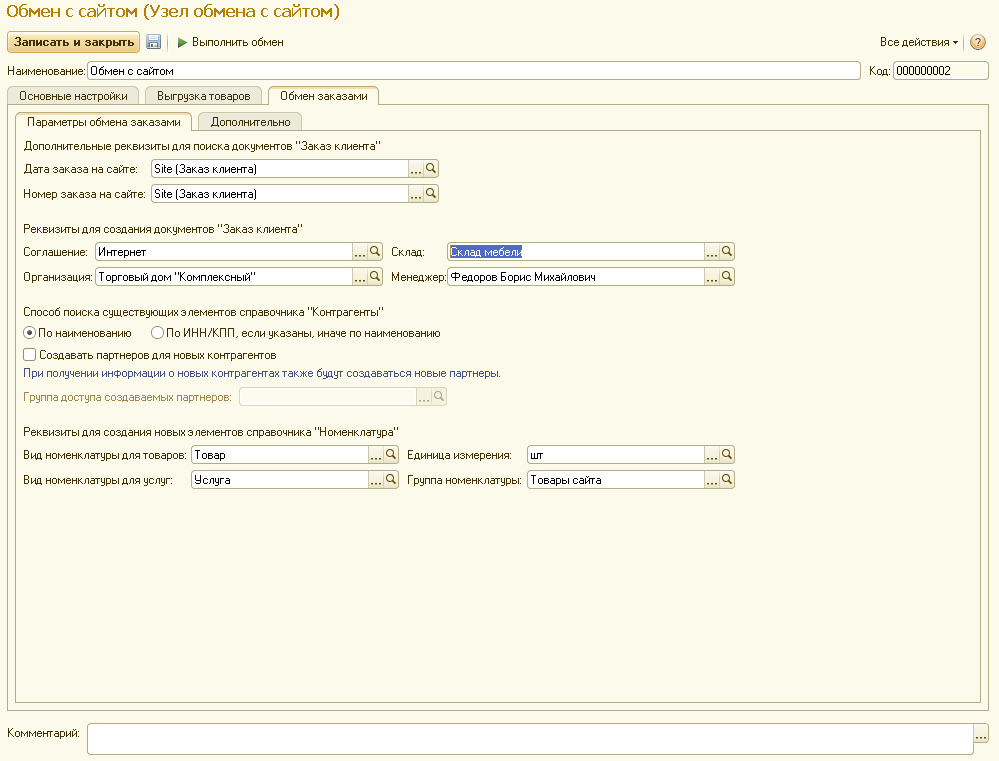 Обмен с сайтом (Узел обмена с сайтом)
Записать и закрыть Выполнить обмен Все действия ?
Наименование: Обмен с сайтом Код: 000000002
Основные настройки Выгрузка товаров Обмен заказами
Параметры обмена заказами Дополнительно
Дополнительные реквизиты для поиска документов "Заказ клиента"
Дата заказа на сайте: Site (Заказ клиента) ...
Номер заказа на сайте: Site (Заказ клиента) ...
Реквизиты для создания документов "Заказ клиента"
Соглашение: Интернет ... Склад: Склад мебели ...
Организация: Торговый дом "Комплексный" ... Менеджер: Федоров Борис Михайлович ...
Способ поиска существующих элементов справочника "Контрагенты"
По наименованию По ИНН/КПП, если указаны, иначе по наименованию
Создавать партнеров для новых контрагентов
При получении информации о новых контрагентах также будут создаваться новые партнеры.
Группа доступа создаваемых партнеров: ...
Реквизиты для создания новых элементов справочника "Номенклатура"
Вид номенклатуры для товаров: Товар ... Единица измерения: шт ...
Вид номенклатуры для услуг: Услуга ... Группа номенклатуры: Товары сайта ...
Комментарий: ...